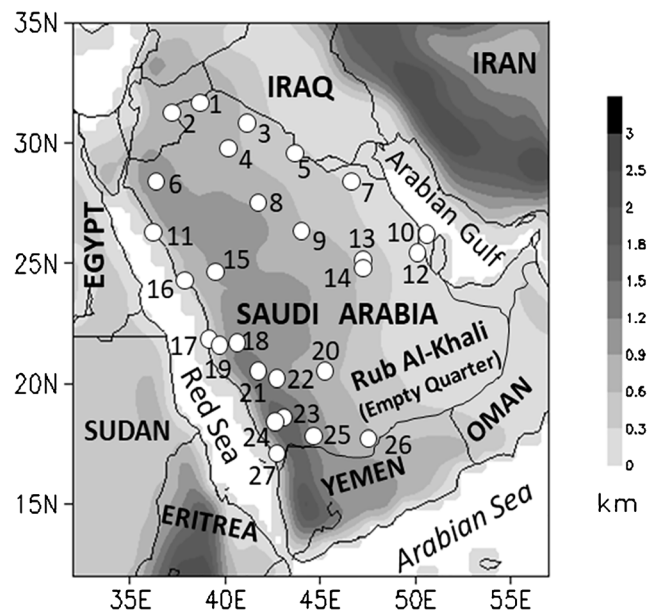 35N
IRAQ
IRAN
1
2
3
30N
4
5
Arabian Gulf
6
7
8
EGYPT
11
9
13
10
25N
15
14
12
16
SAUDI ARABIA
17
18
20
Rub Al-Khali
(Empty Quarter)
19
20N
21
22
Red Sea
OMAN
SUDAN
23
24
25
26
27
YEMEN
15N
ERITREA
Arabian Sea
35E
40E
45E
50E
55E
3
2.5
2
1.8
1.5
1.2
0.9
0.6
0.3
0
km